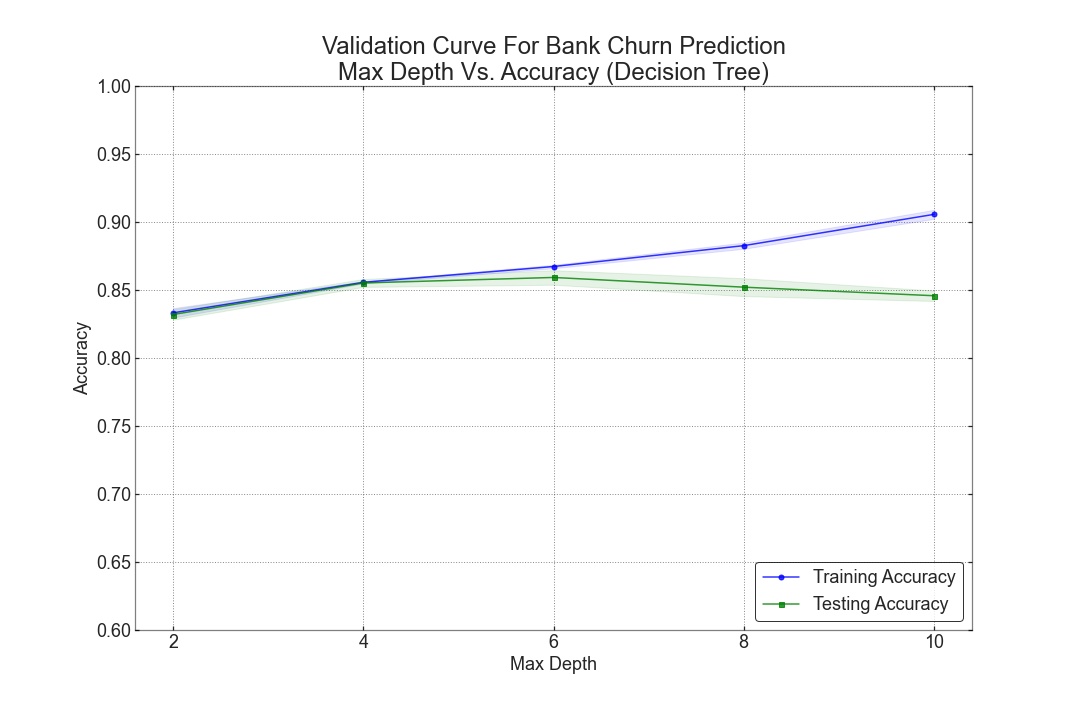 Validation Curve For Bank Churn Prediction
Max Depth Vs. Accuracy (Decision Tree)
1.00
0.95
0.90
0.85
0.80
0.75
0.70
0.65
0.60
Accuracy
Training Accuracy
Testing Accuracy
2 4 6 8 10
Max Depth